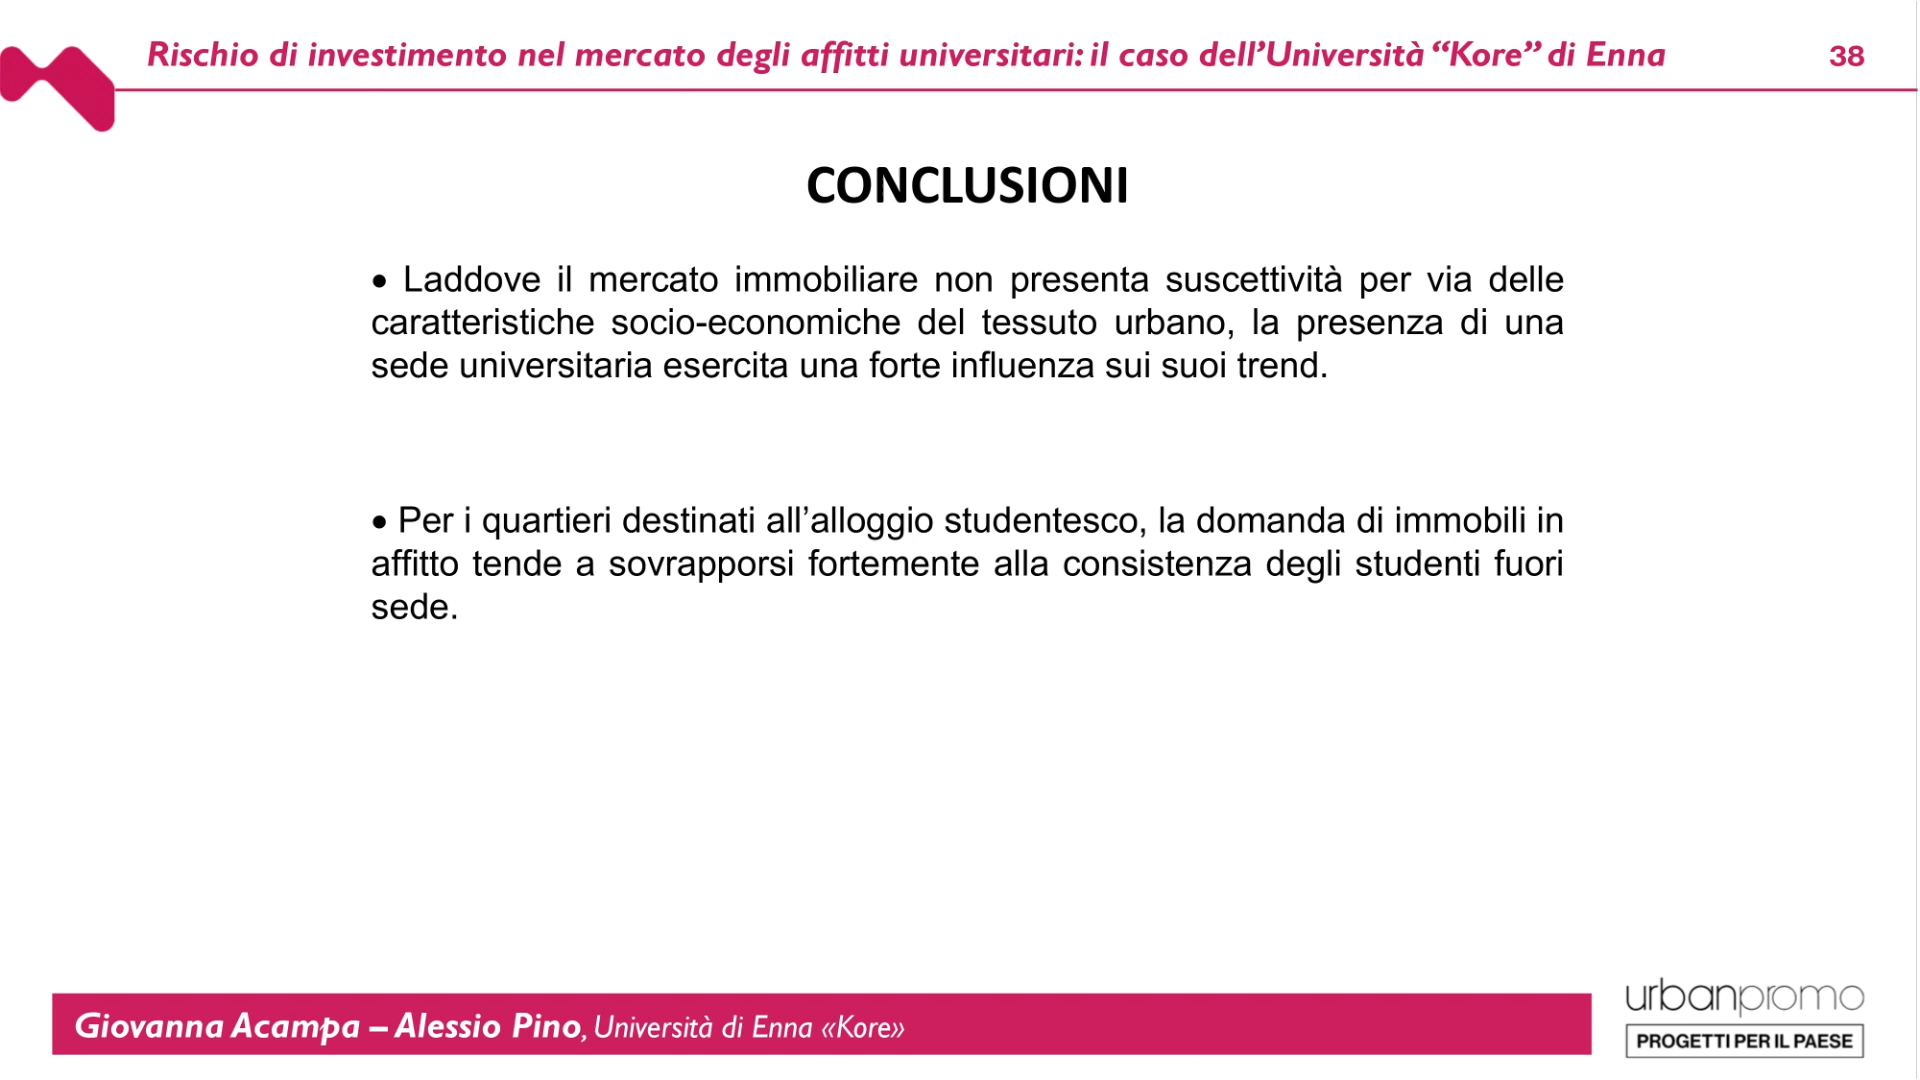 Rischio di investimento nel mercato degli affitti universitari: il caso dell’Università “Kore” di Enna
38
CONCLUSIONI
• Laddove il mercato immobiliare non presenta suscettività per via delle
caratteristiche socio-economiche del tessuto urbano, la presenza di una
sede universitaria esercita una forte influenza sui suoi trend.
• Per i quartieri destinati all’alloggio studentesco, la domanda di immobili in
affitto tende a sovrapporsi fortemente alla consistenza degli studenti fuori
sede.
Giovanna Acampa – Alessio Pino, Università di Enna «Kore»
urbanpromo
PROGETTI PER IL PAESE